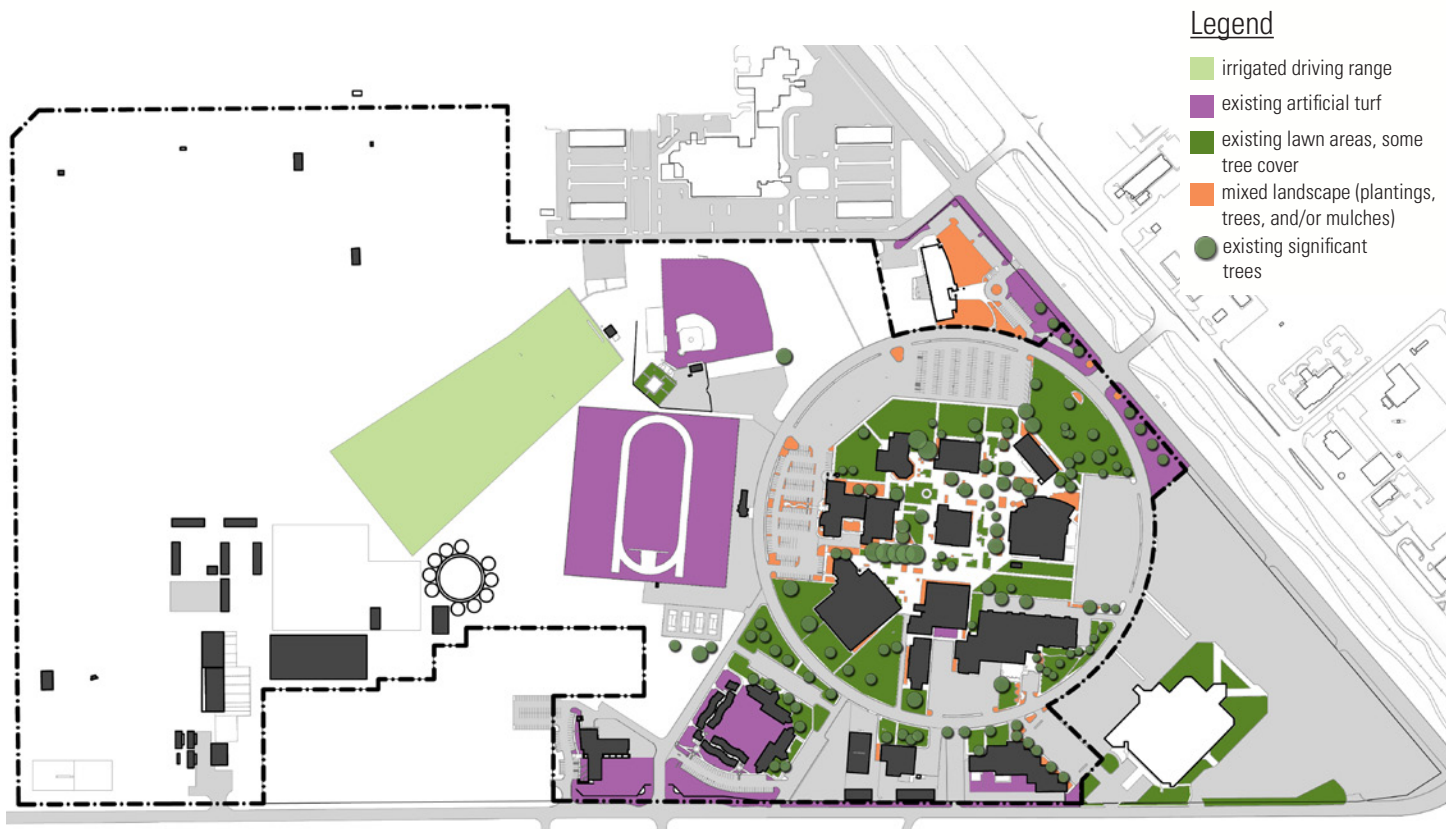 Legend
irrigated driving range
existing artificial turf
existing lawn areas, some
tree cover
mixed landscape (plantings,
trees, and/or mulches)
existing significant
trees